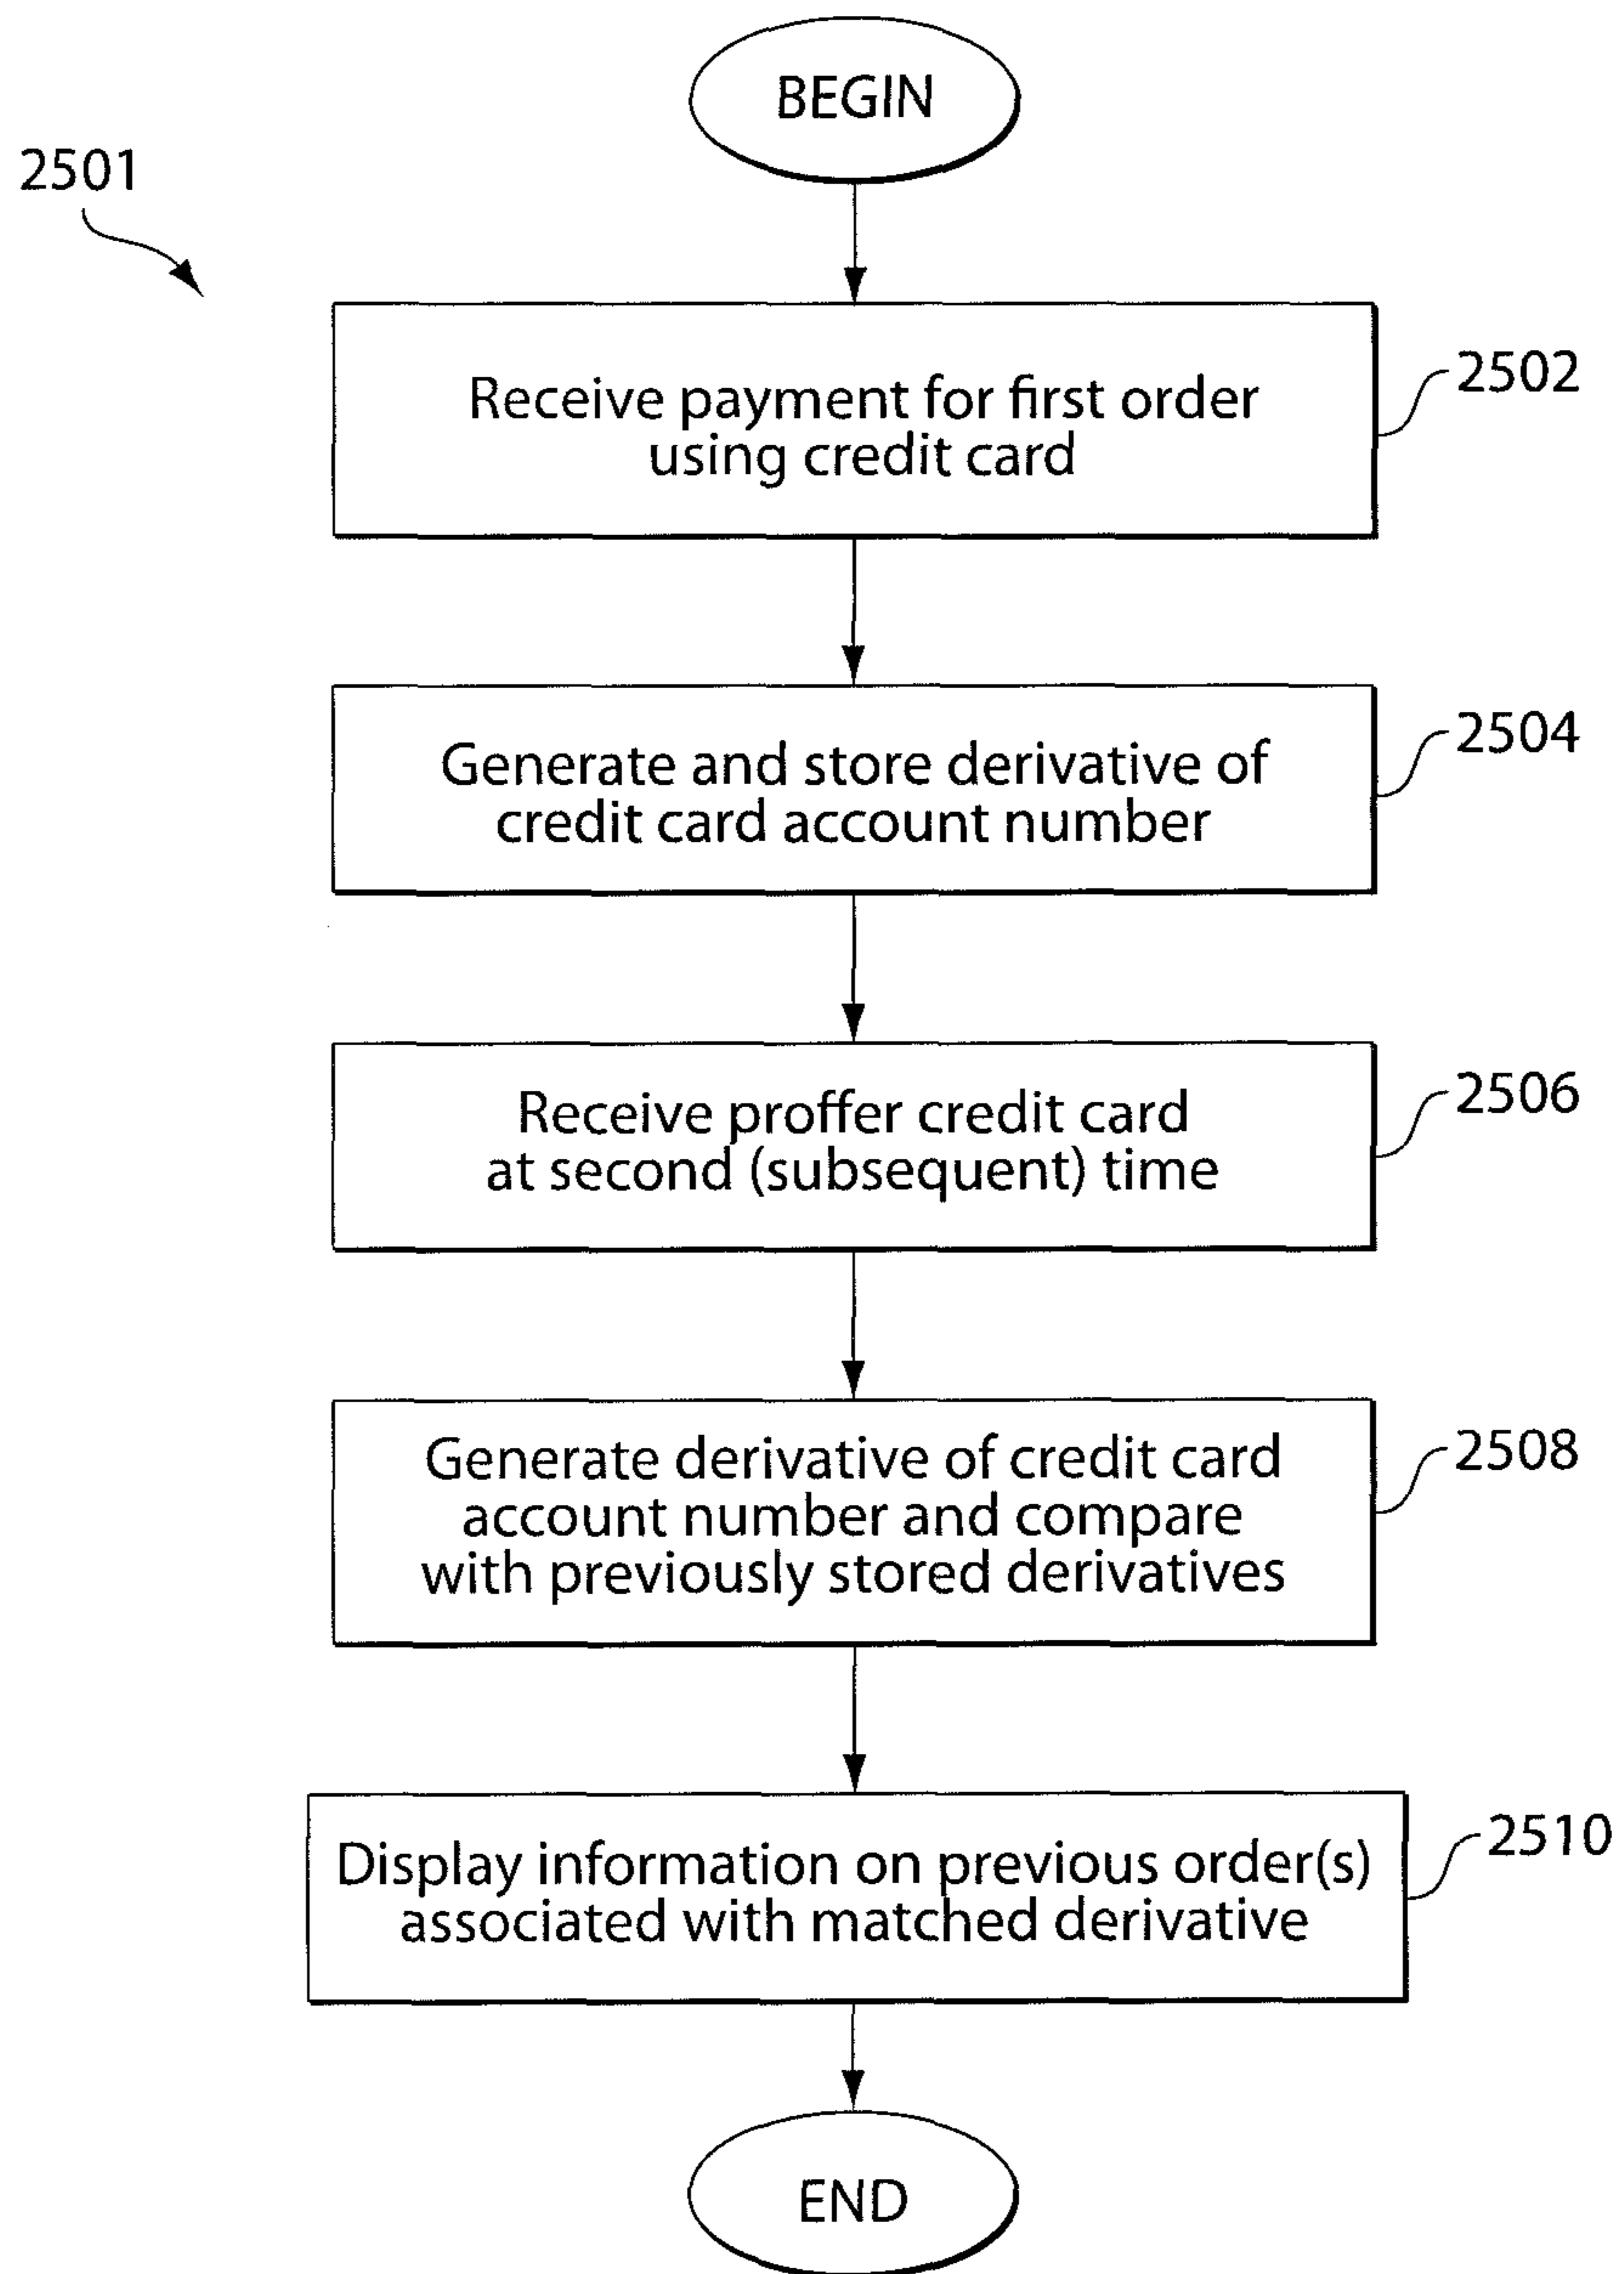 BEGIN
2501
Receive payment for first order
using credit card
2502
Generate and store derivative of
credit card account number
2504
Receive proffer credit card
at second (subsequent) time
2506
Generate derivative of credit card
account number and compare
with previously stored derivatives
2508
Display information on previous order(s)
associated with matched derivative
2510
END